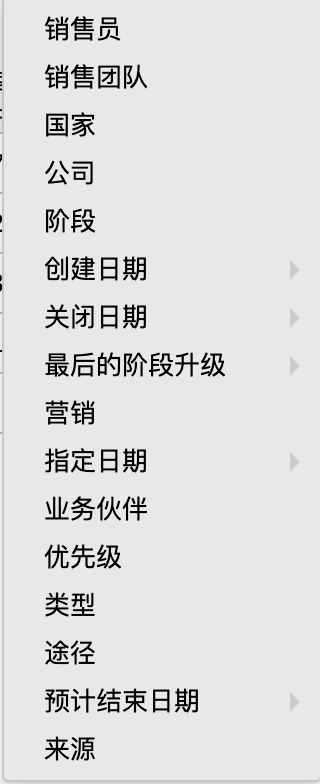 销售员
销售团队
国家
公司
阶段
创建日期
关闭日期
最后的阶段升级
营销
指定日期
业务伙伴
优先级
类型
途径
预计结束日期
来源